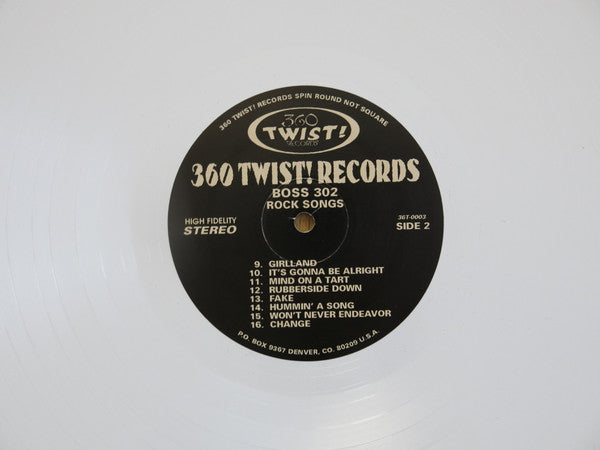 360 TWIST! RECORDS SPIN ROUND NOT SQUARE
360
TWIST!
RECORDS
360 TWIST! RECORDS
BOSS 302
ROCK SONGS
HIGH FIDELITY
STEREO
36T-0003
SIDE 2
9. GIRLLAND
10. IT'S GONNA BE ALRIGHT
11. MIND ON A TART
12. RUBBERSIDE DOWN
13. FAKE
14. HUMMIN' A SONG
15. WON'T NEVER ENDEAVOR
16. CHANGE
P.O. BOX 9367 DENVER, CO. 80209 U.S.A.